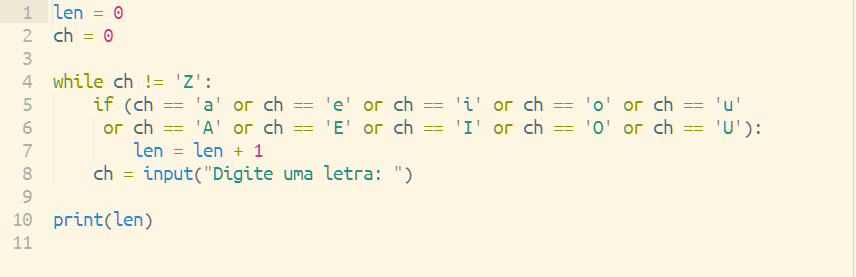 1 len = 0
2 ch = 0
3
4 while ch != 'Z':
5     if (ch == 'a' or ch == 'e' or ch == 'i' or ch == 'o' or ch == 'u'
6      or ch == 'A' or ch == 'E' or ch == 'I' or ch == 'O' or ch == 'U'):
7         len = len + 1
8     ch = input("Digite uma letra: ")
9
10 print(len)
11